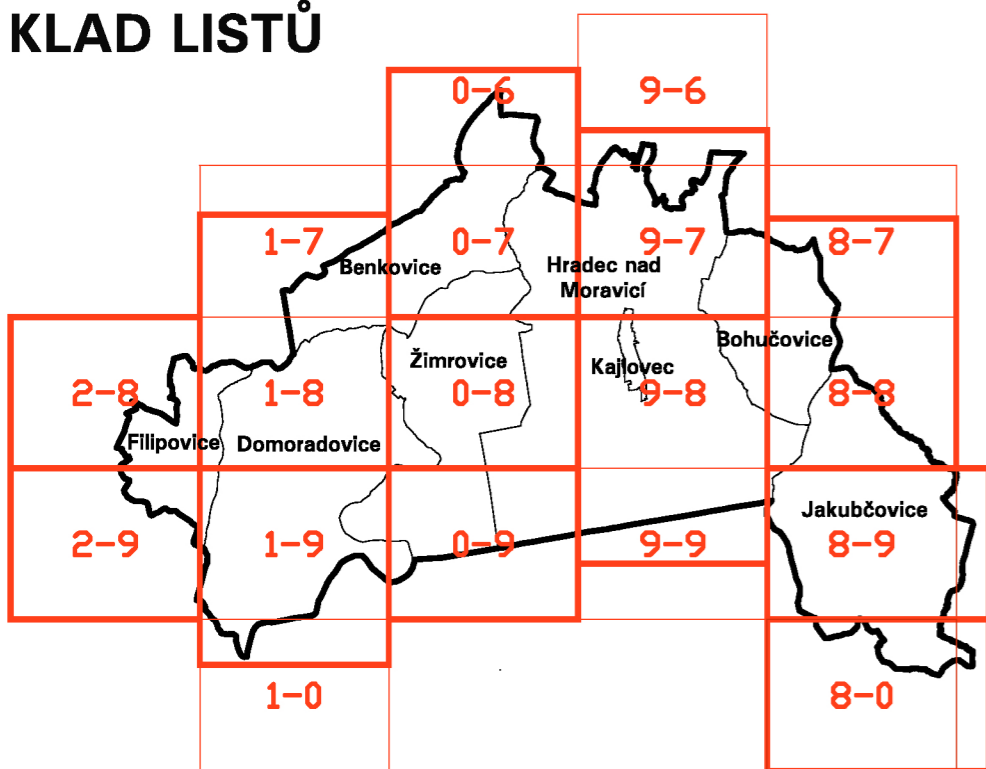 KLAD LISTŮ
0-6
9-6
1-7
0-7
9-7
8-7
Benkovice
Hradec nad
Moravicí
Bohučovice
Žimrovice
Kajlovec
2-8
1-8
0-8
9-8
8-8
Filipovice
Domoradovice
Jakubčovice
2-9
1-9
0-9
9-9
8-9
1-0
8-0